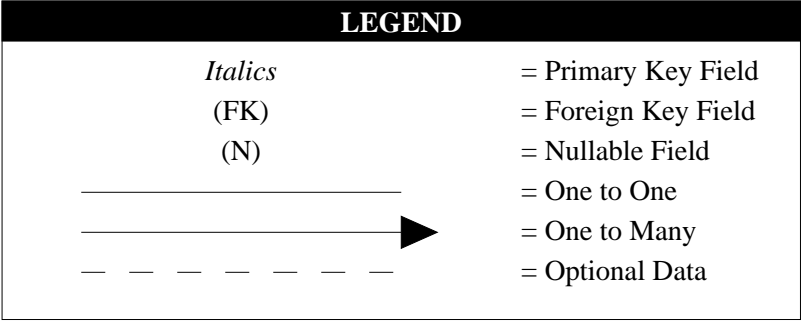 LEGEND
Italics = Primary Key Field
(FK) = Foreign Key Field
(N) = Nullable Field
= One to One
= One to Many
= Optional Data